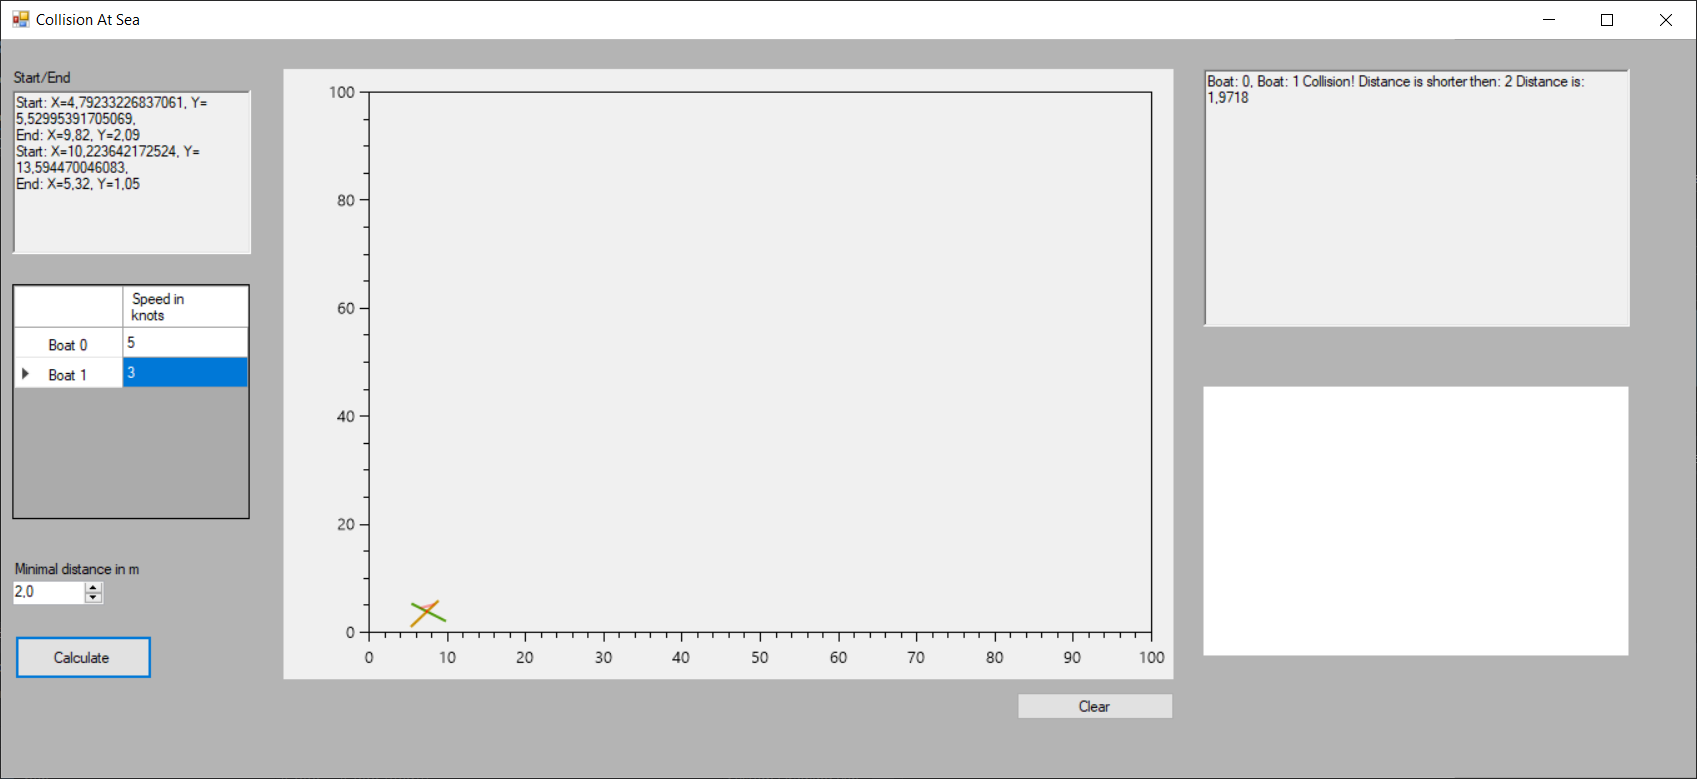 Collision At Sea
Start/End
Start: X=4,79233226837061, Y=
5,52995391705069,
End: X=9,82, Y=2,09
Start: X=10,223642172524, Y=
13,594470046083,
End: X=5,32, Y=1,05
Speed in
knots
Boat 0
5
Boat 1
3
Minimal distance in m
2,0
Calculate
100
80
60
40
20
0
0 10 20 30 40 50 60 70 80 90 100
Clear
Boat: 0, Boat: 1 Collision! Distance is shorter then: 2 Distance is:
1,9718